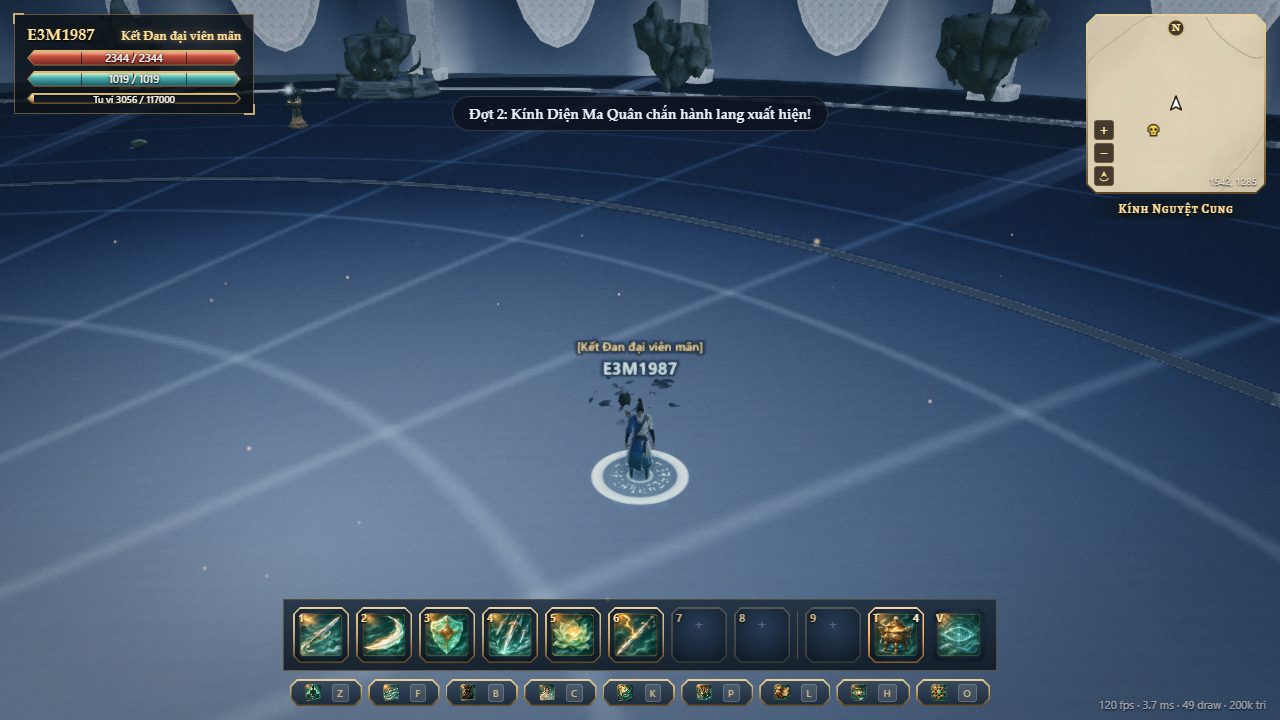 E3M1987 Kết Đan đại viên mãn
2344 / 2344
1019 / 1019
Tu vi 3056 / 117000
Đợt 2: Kính Diện Ma Quân chắn hành lang xuất hiện!
N
+
−
1542, 1285
Kính Nguyệt Cung
[Kết Đan đại viên mãn]
E3M1987
1 2 3 4 5 6 7 + 8 + 9 + T 4 V
Z F B C K P L H O
120 fps · 3.7 ms · 49 draw · 200k tri